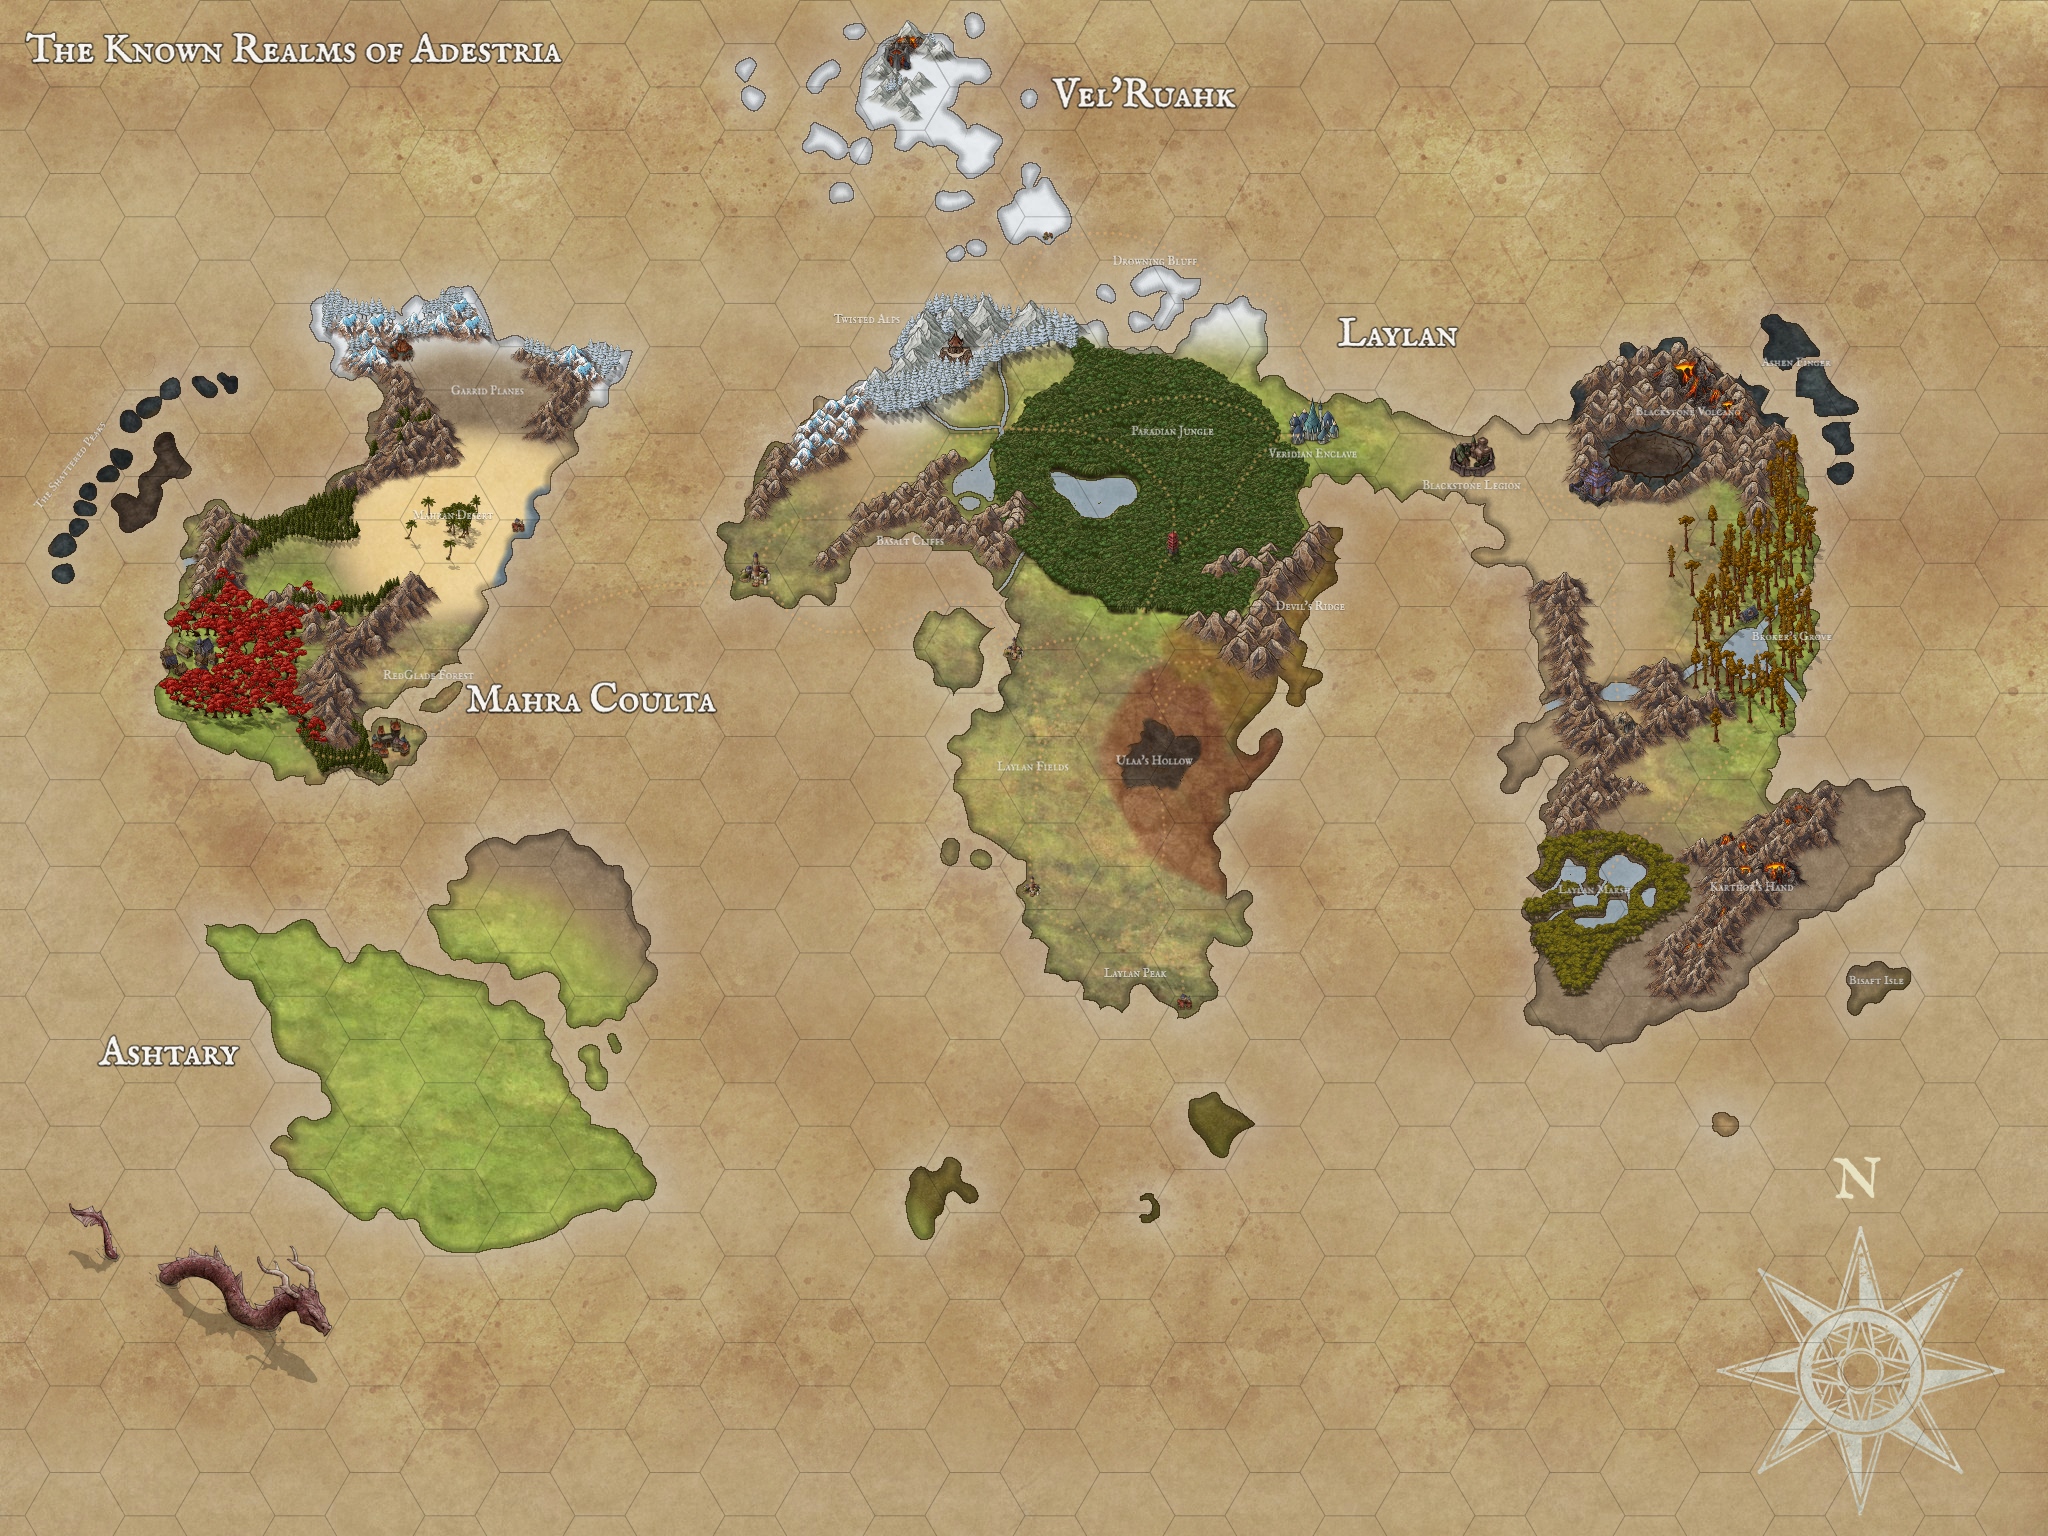 The Known Realms of Adestria
Vel'Ruahk
Drowning Bluff
Twisted Alps
Laylan
Ashen Finger
Garrid Planes
Blackstone Volcano
The Shattered Peaks
Paradian Jungle
Veridian Enclave
Blackstone Legion
Mahran Desert
Basalt Cliffs
Devil's Ridge
Broker's Grove
RedGlade Forest
Mahra Coulta
Ulaa's Hollow
Laylan Fields
Laylan Marsh
Karthor's Hand
Laylan Peak
Bisaft Isle
Ashtary
N